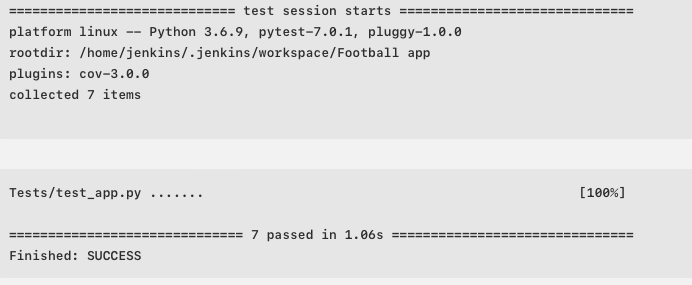 ============================= test session starts ==============================
platform linux -- Python 3.6.9, pytest-7.0.1, pluggy-1.0.0
rootdir: /home/jenkins/.jenkins/workspace/Football app
plugins: cov-3.0.0
collected 7 items
Tests/test_app.py ....... [100%]
============================== 7 passed in 1.06s ===============================
Finished: SUCCESS